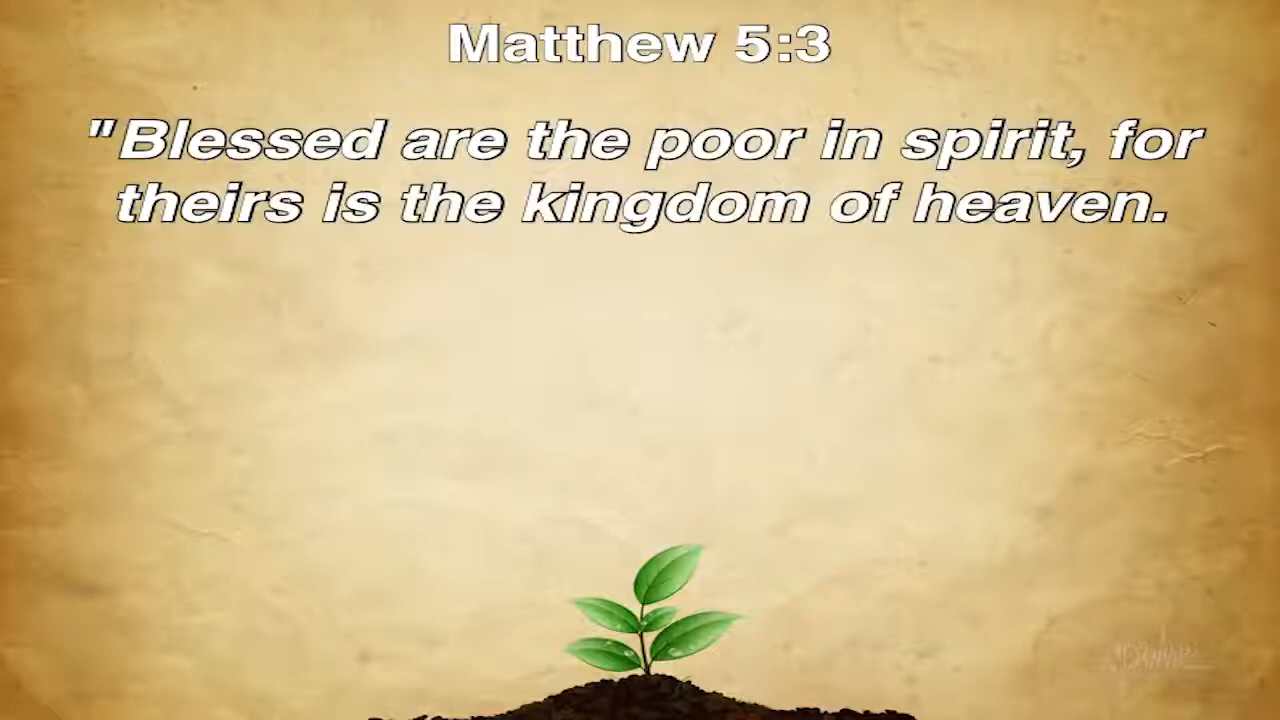 Matthew 5:3
"Blessed are the poor in spirit, for
theirs is the kingdom of heaven.